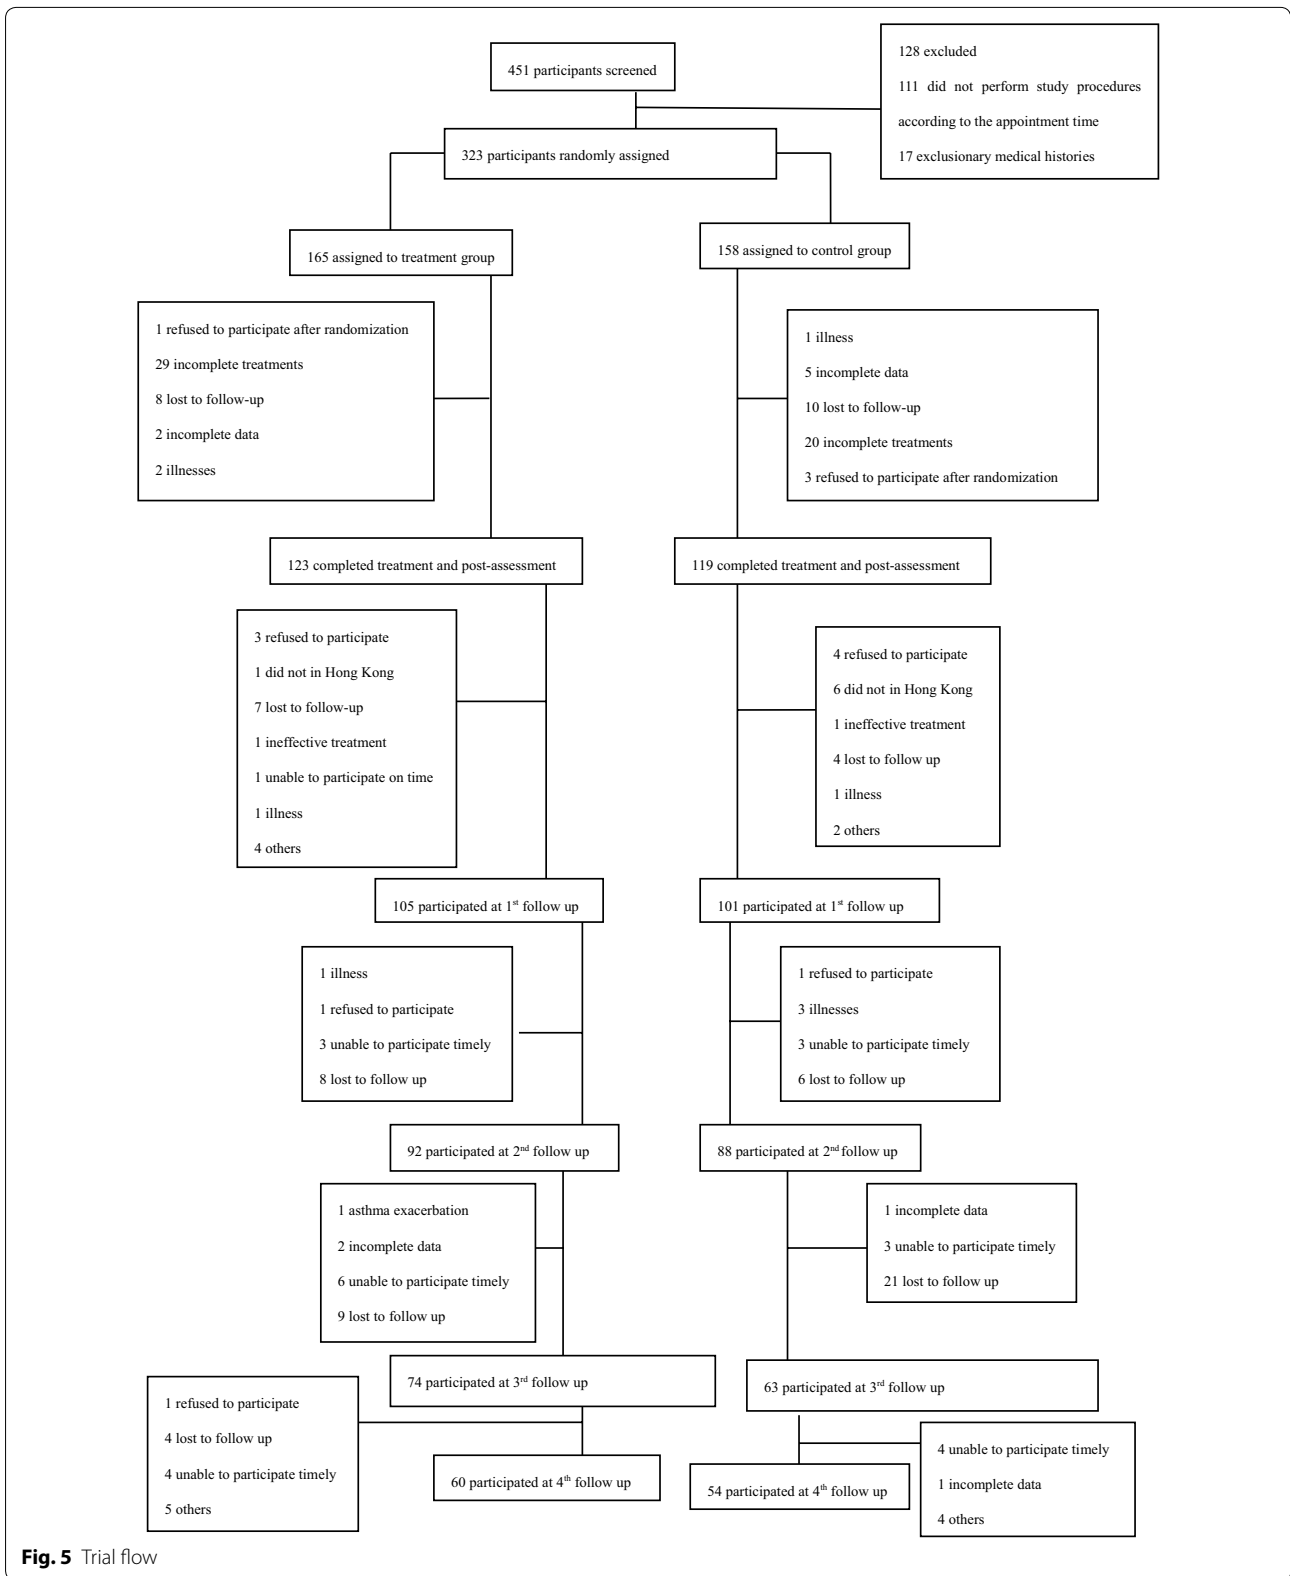 451 participants screened
128 excluded
111 did not perform study procedures
according to the appointment time
17 exclusionary medical histories
323 participants randomly assigned
165 assigned to treatment group
158 assigned to control group
1 refused to participate after randomization
29 incomplete treatments
8 lost to follow-up
2 incomplete data
2 illnesses
1 illness
5 incomplete data
10 lost to follow-up
20 incomplete treatments
3 refused to participate after randomization
123 completed treatment and post-assessment
119 completed treatment and post-assessment
3 refused to participate
1 did not in Hong Kong
7 lost to follow-up
1 ineffective treatment
1 unable to participate on time
1 illness
4 others
4 refused to participate
6 did not in Hong Kong
1 ineffective treatment
4 lost to follow up
1 illness
2 others
105 participated at 1st follow up
101 participated at 1st follow up
1 illness
1 refused to participate
3 unable to participate timely
8 lost to follow up
1 refused to participate
3 illnesses
3 unable to participate timely
6 lost to follow up
92 participated at 2nd follow up
88 participated at 2nd follow up
1 asthma exacerbation
2 incomplete data
6 unable to participate timely
9 lost to follow up
1 incomplete data
3 unable to participate timely
21 lost to follow up
74 participated at 3rd follow up
63 participated at 3rd follow up
1 refused to participate
4 lost to follow up
4 unable to participate timely
5 others
4 unable to participate timely
1 incomplete data
4 others
60 participated at 4th follow up
54 participated at 4th follow up
Fig. 5 Trial flow